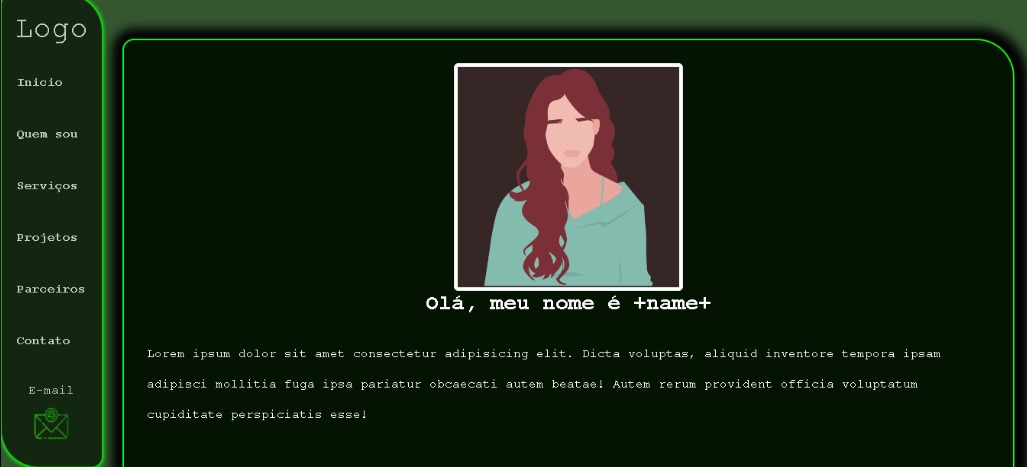 Logo
Inicio
Quem sou
Serviços
Projetos
Parceiros
Contato
E-mail
Olá, meu nome é +name+
Lorem ipsum dolor sit amet consectetur adipisicing elit. Dicta voluptas, aliquid inventore tempora ipsam
adipisci mollitia fuga ipsa pariatur obcaecati autem beatae! Autem rerum provident officia voluptatum
cupiditate perspiciatis esse!